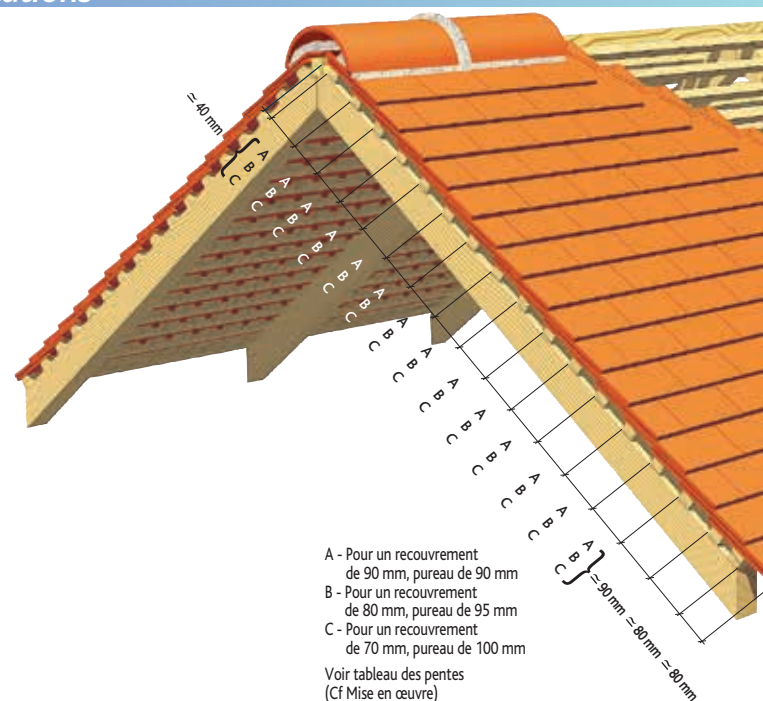 ≃ 40 mm
A B C
A B C
A B C
A B C
A B C
A B C
A B C
A B C
A B C
A B C
A B C
A B C
A B C
A B C
≃ 90 mm ≃ 80 mm ≃ 80 mm
A - Pour un recouvrement
de 90 mm, pureau de 90 mm
B - Pour un recouvrement
de 80 mm, pureau de 95 mm
C - Pour un recouvrement
de 70 mm, pureau de 100 mm
Voir tableau des pentes
(Cf Mise en œuvre)